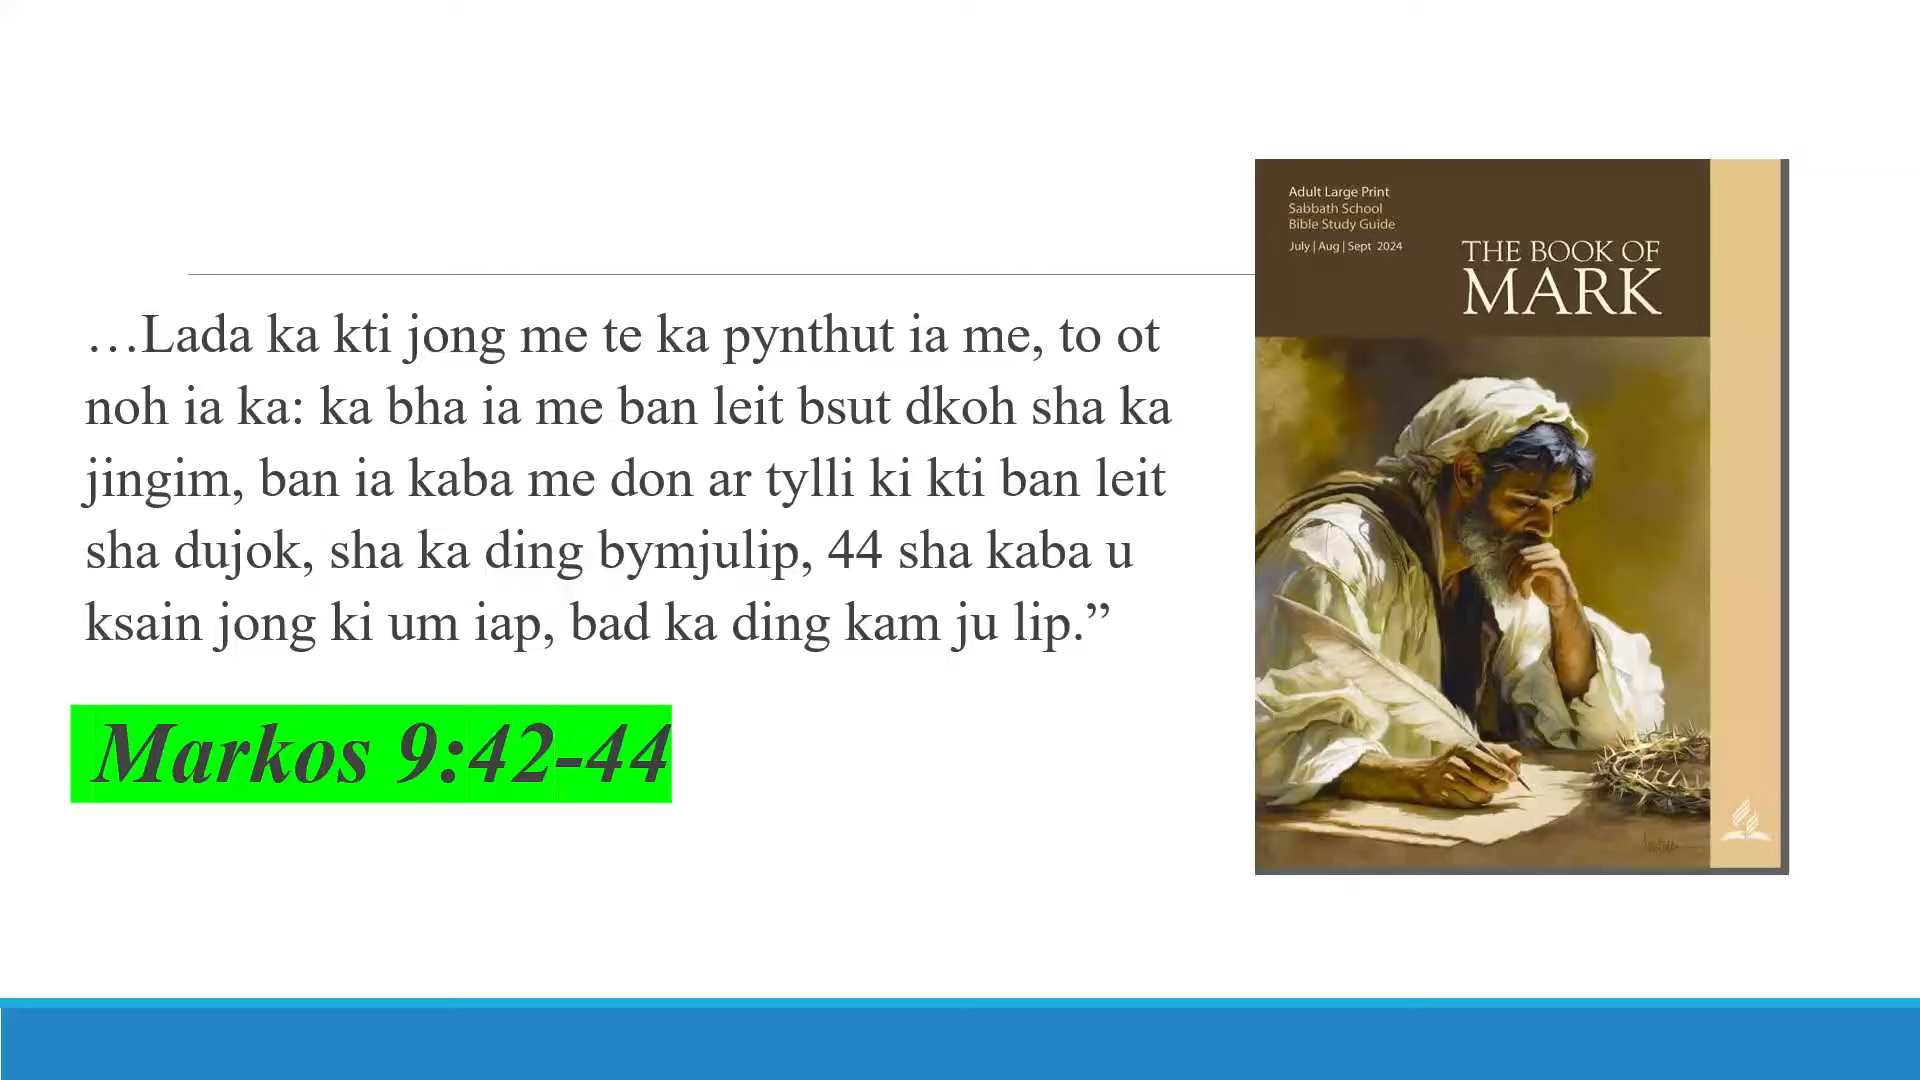 …Lada ka kti jong me te ka pynthut ia me, to ot
noh ia ka: ka bha ia me ban leit bsut dkoh sha ka
jingim, ban ia kaba me don ar tylli ki kti ban leit
sha dujok, sha ka ding bymjulip, 44 sha kaba u
ksain jong ki um iap, bad ka ding kam ju lip.”
Markos 9:42-44
Adult Large Print
Sabbath School
Bible Study Guide
July | Aug | Sept 2024
THE BOOK OF
MARK